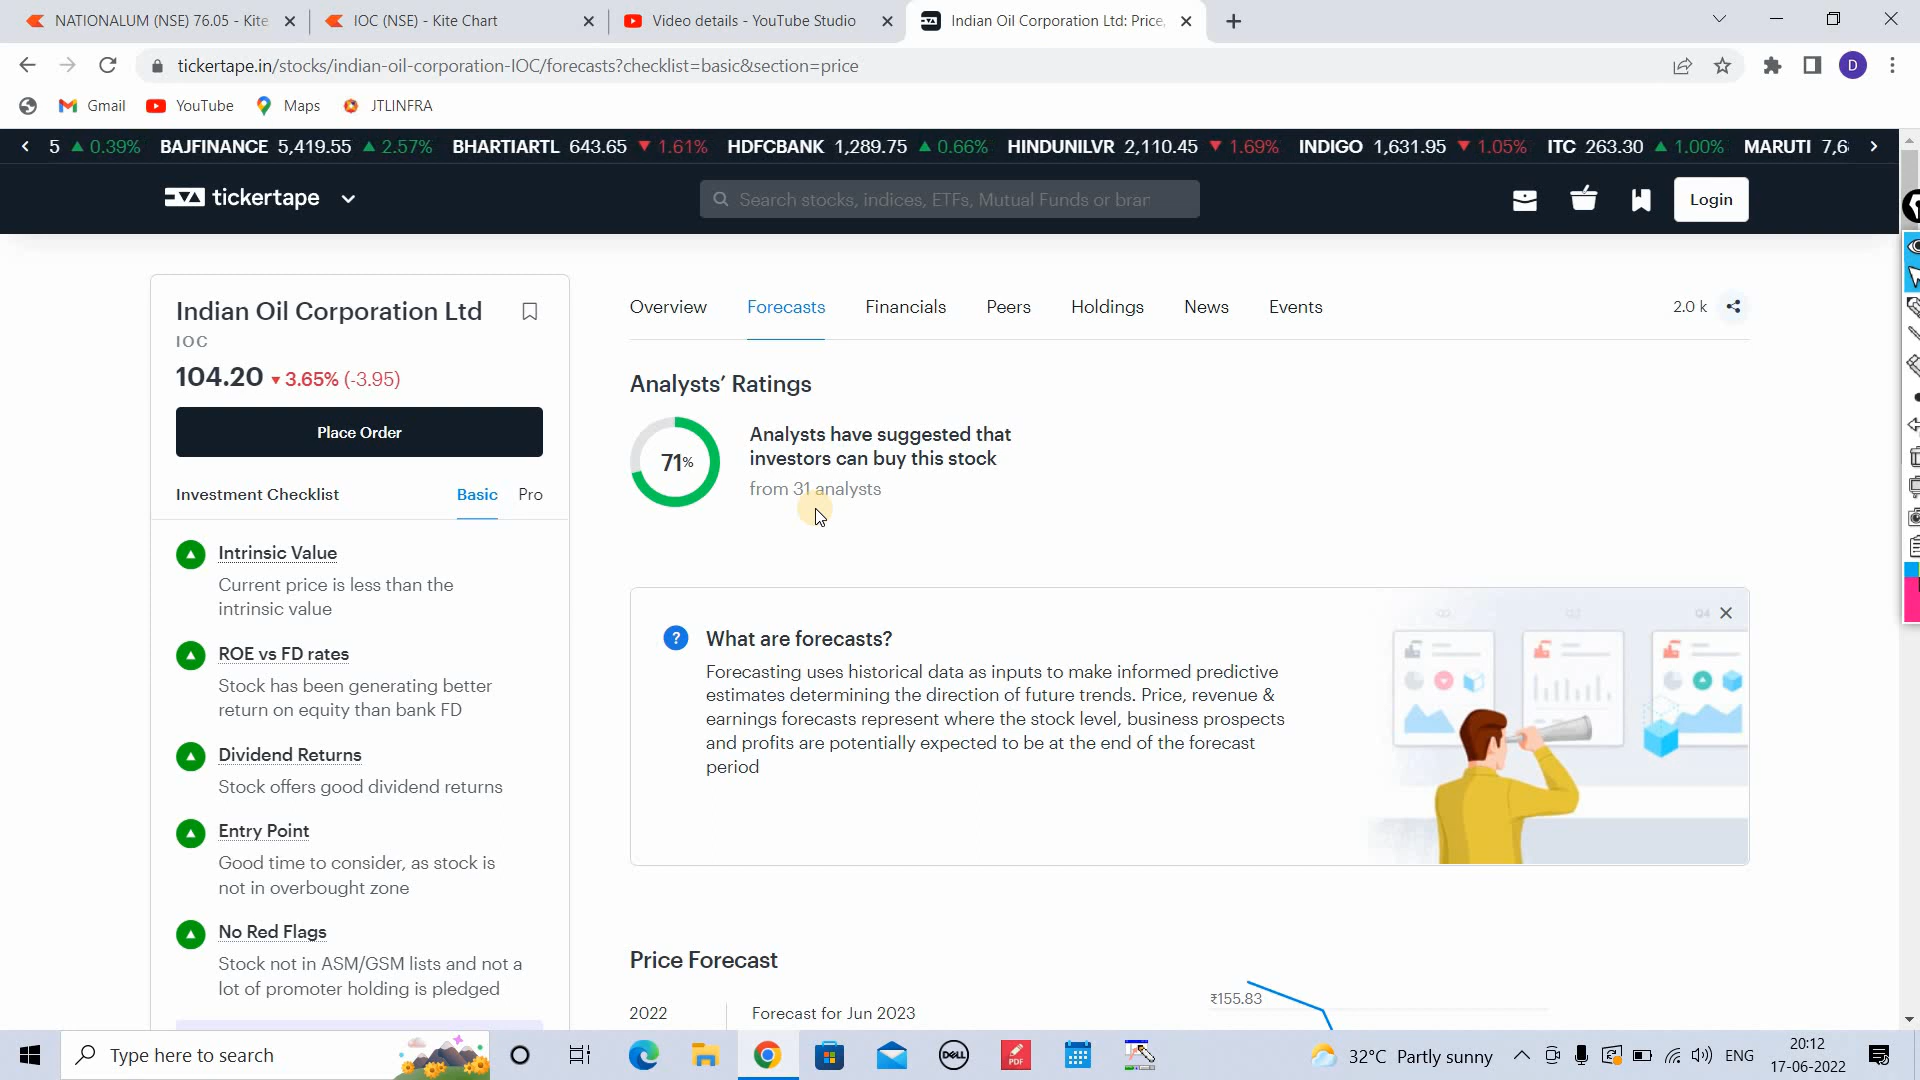 NATIONALUM (NSE) 76.05 - Kite
IOC (NSE) - Kite Chart
Video details - YouTube Studio
Indian Oil Corporation Ltd: Price,
tickertape.in/stocks/indian-oil-corporation-IOC/forecasts?checklist=basic&section=price
D
Gmail
YouTube
Maps
JTLINFRA
5 ▲ 0.39% BAJFINANCE 5,419.55 ▲ 2.57% BHARTIARTL 643.65 ▼ 1.61% HDFCBANK 1,289.75 ▲ 0.66% HINDUNILVR 2,110.45 ▼ 1.69% INDIGO 1,631.95 ▼ 1.05% ITC 263.30 ▲ 1.00% MARUTI 7,6
tickertape
Search stocks, indices, ETFs, Mutual Funds or brar
Login
Indian Oil Corporation Ltd
IOC
104.20 ▼ 3.65% (-3.95)
Place Order
Investment Checklist Basic Pro
Intrinsic Value
Current price is less than the
intrinsic value
ROE vs FD rates
Stock has been generating better
return on equity than bank FD
Dividend Returns
Stock offers good dividend returns
Entry Point
Good time to consider, as stock is
not in overbought zone
No Red Flags
Stock not in ASM/GSM lists and not a
lot of promoter holding is pledged
Overview Forecasts Financials Peers Holdings News Events
2.0 k
Analysts' Ratings
71%
Analysts have suggested that
investors can buy this stock
from 31 analysts
? What are forecasts?
Forecasting uses historical data as inputs to make informed predictive
estimates determining the direction of future trends. Price, revenue &
earnings forecasts represent where the stock level, business prospects
and profits are potentially expected to be at the end of the forecast
period
Q2 Q3 Q4
Price Forecast
2022
Forecast for Jun 2023
₹155.83
Type here to search
DELL
PDF
32°C Partly sunny
ENG
20:12
17-06-2022